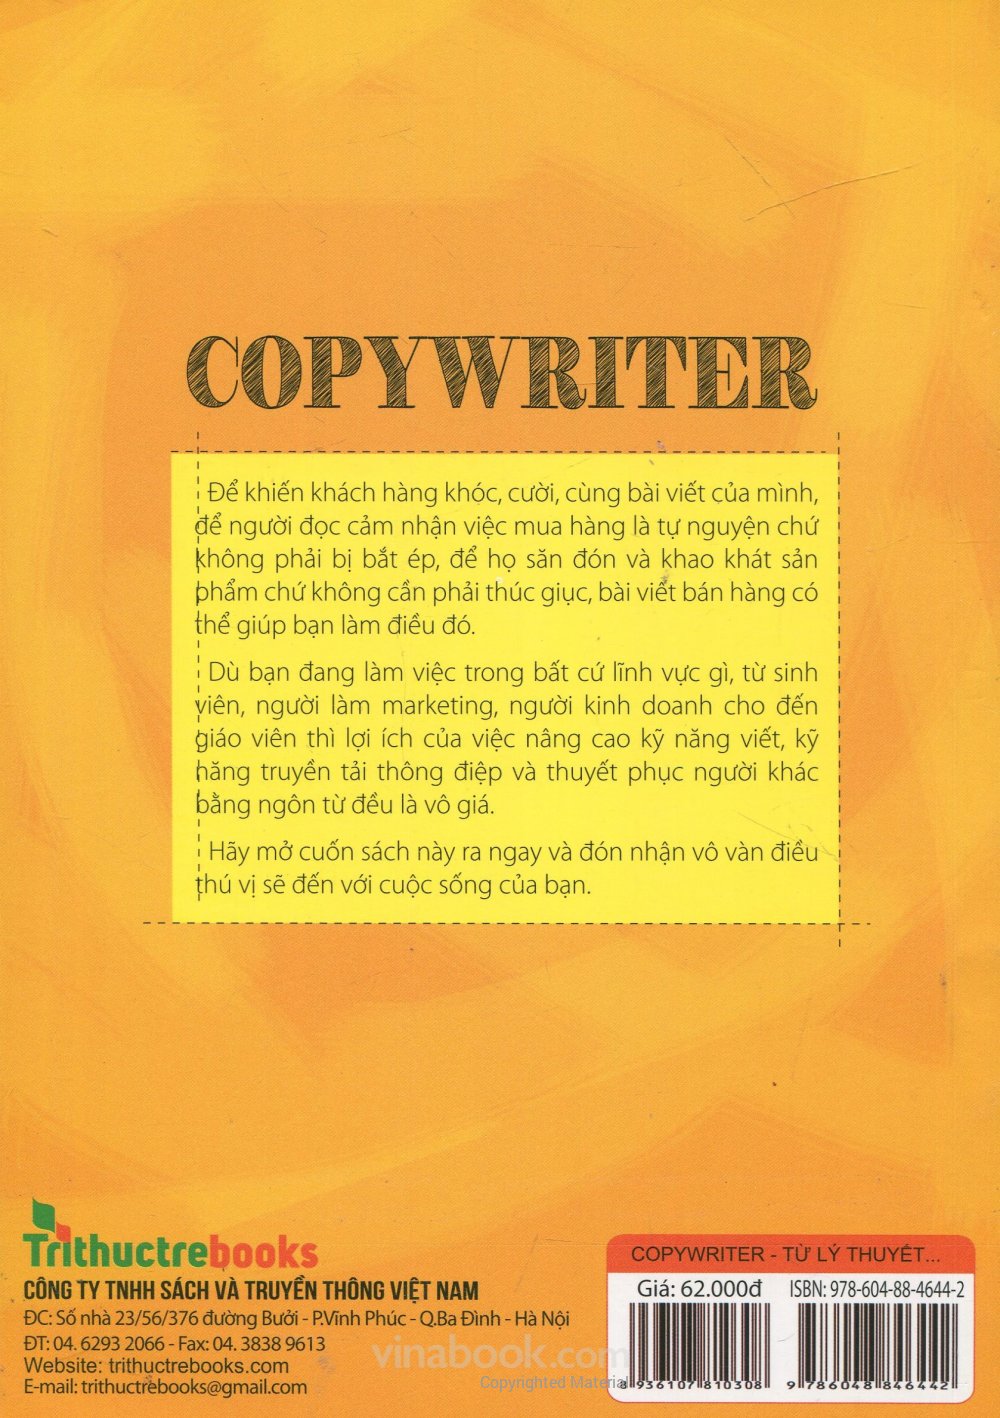 COPYWRITER
Để khiến khách hàng khóc, cười, cùng bài viết của mình,
để người đọc cảm nhận việc mua hàng là tự nguyện chứ
không phải bị bắt ép, để họ săn đón và khao khát sản
phẩm chứ không cần phải thúc giục, bài viết bán hàng có
thể giúp bạn làm điều đó.
Dù bạn đang làm việc trong bất cứ lĩnh vực gì, từ sinh
viên, người làm marketing, người kinh doanh cho đến
giáo viên thì lợi ích của việc nâng cao kỹ năng viết, kỹ
năng truyền tải thông điệp và thuyết phục người khác
bằng ngôn từ đều là vô giá.
Hãy mở cuốn sách này ra ngay và đón nhận vô vàn điều
thú vị sẽ đến với cuộc sống của bạn.
Trithuctrebooks
CÔNG TY TNHH SÁCH VÀ TRUYỀN THÔNG VIỆT NAM
ĐC: Số nhà 23/56/376 đường Bưởi - P.Vĩnh Phúc - Q.Ba Đình - Hà Nội
ĐT: 04. 6293 2066 - Fax: 04. 3838 9613
Website: trithuctrebooks.com
E-mail: trithuctrebooks@gmail.com
COPYWRITER - TỪ LÝ THUYẾT...
Giá: 62.000đ ISBN: 978-604-88-4644-2
8 936107 810308 9 786048 846442
vinabook.com
Copyrighted Material